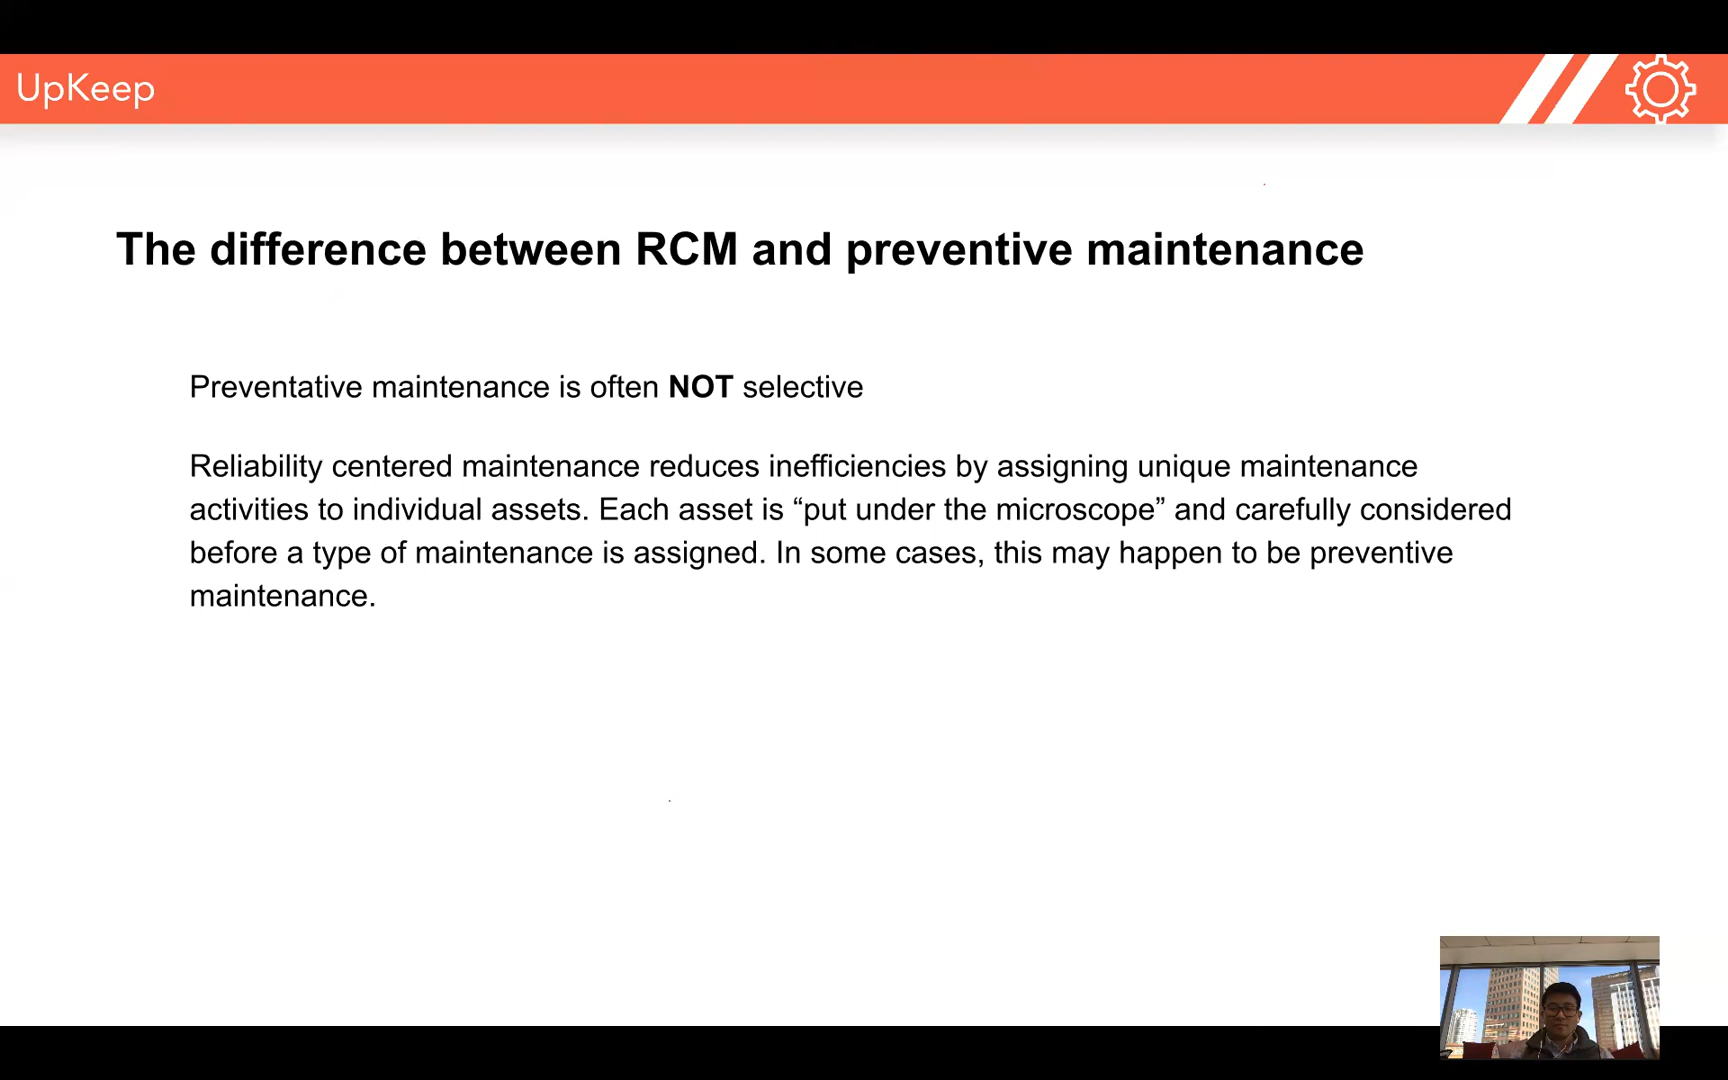 UpKeep
The difference between RCM and preventive maintenance
Preventative maintenance is often NOT selective
Reliability centered maintenance reduces inefficiencies by assigning unique maintenance
activities to individual assets. Each asset is “put under the microscope” and carefully considered
before a type of maintenance is assigned. In some cases, this may happen to be preventive
maintenance.